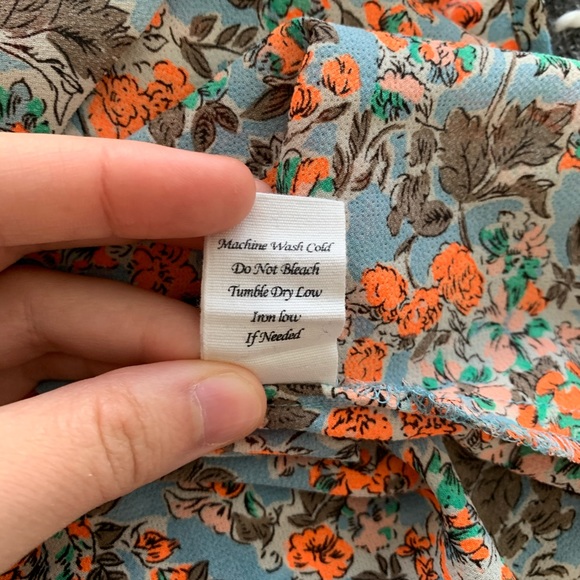 Machine Wash Cold
Do Not Bleach
Tumble Dry Low
Iron low
If Needed